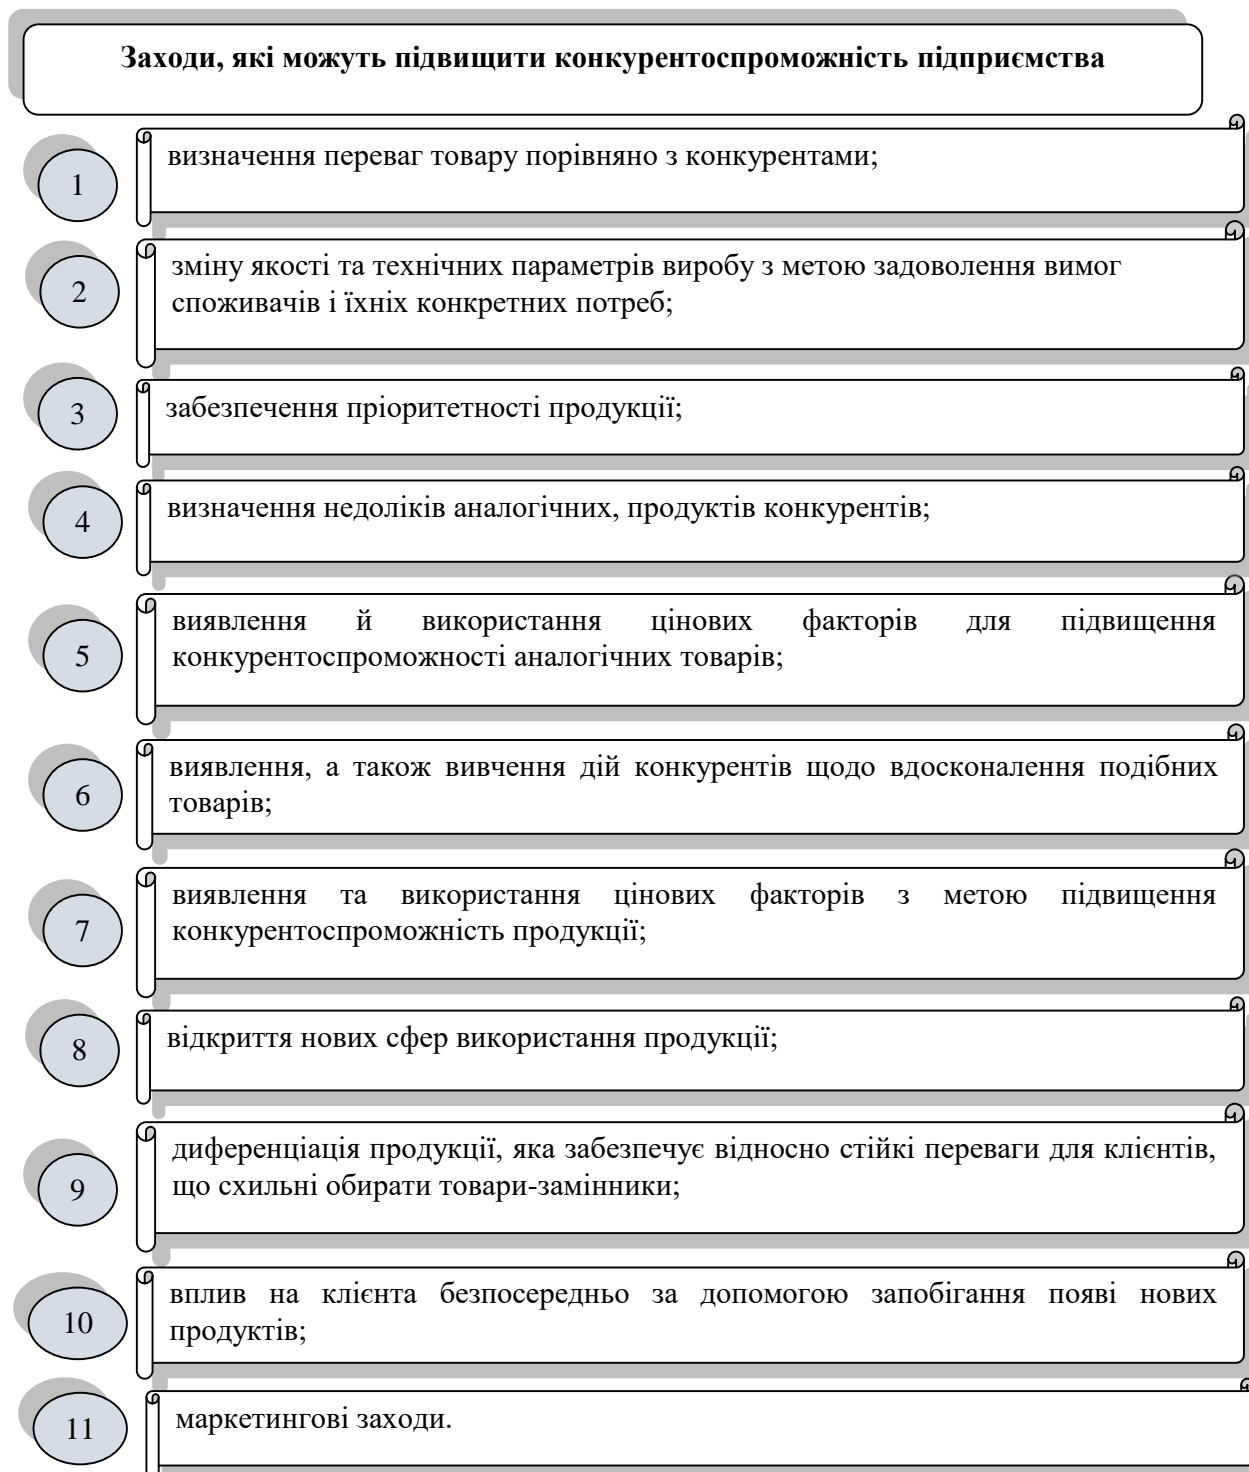 Заходи, які можуть підвищити конкурентоспроможність підприємства
1
визначення переваг товару порівняно з конкурентами;
2
зміну якості та технічних параметрів виробу з метою задоволення вимог
споживачів і їхніх конкретних потреб;
3
забезпечення пріоритетності продукції;
4
визначення недоліків аналогічних, продуктів конкурентів;
5
виявлення й використання цінових факторів для підвищення
конкурентоспроможності аналогічних товарів;
6
виявлення, а також вивчення дій конкурентів щодо вдосконалення подібних
товарів;
7
виявлення та використання цінових факторів з метою підвищення
конкурентоспроможність продукції;
8
відкриття нових сфер використання продукції;
9
диференціація продукції, яка забезпечує відносно стійкі переваги для клієнтів,
що схильні обирати товари-замінники;
10
вплив на клієнта безпосередньо за допомогою запобігання появі нових
продуктів;
11
маркетингові заходи.